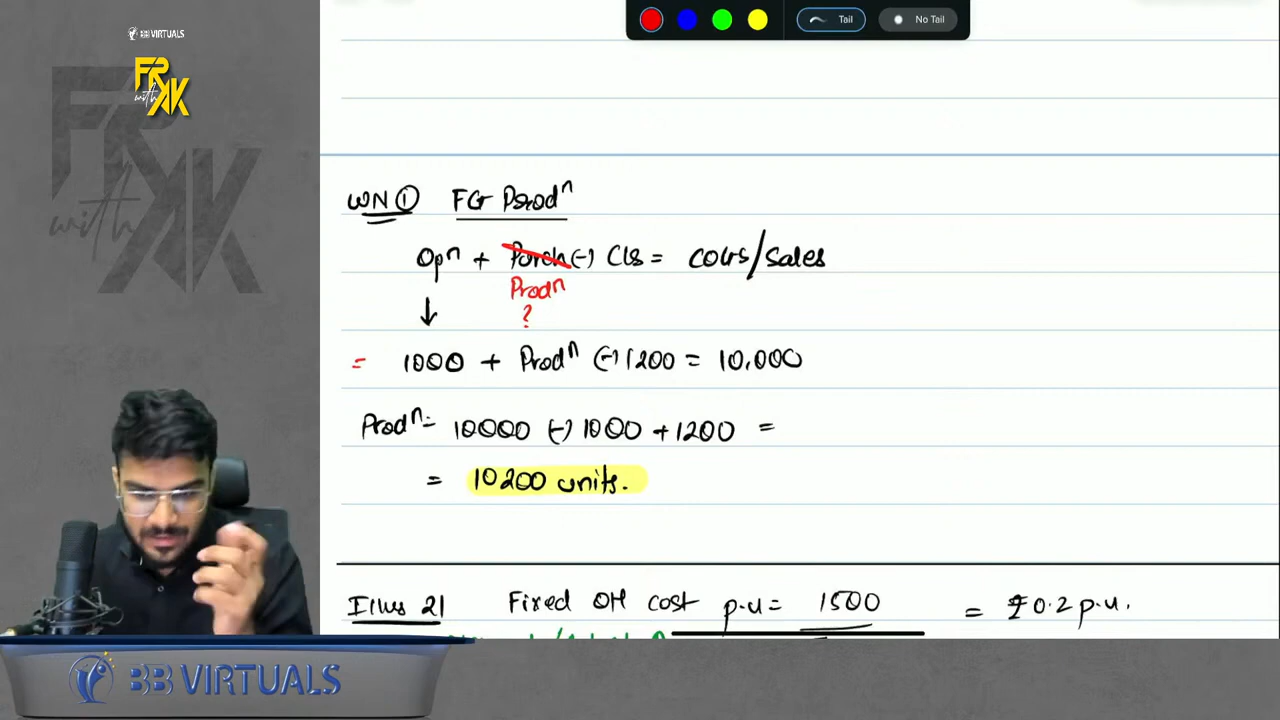 BB VIRTUALS
FR
with
KK
Tail
No Tail
WN ① FG Prodⁿ
Opⁿ + Purch (-) Cls = COGS/Sales
Prodⁿ
?
= 1000 + Prodⁿ (-) 1200 = 10,000
Prodⁿ = 10000 (-) 1000 + 1200 =
= 10200 units.
Illus 21 Fixed OH cost p.u = 1500 = ₹0.2 p.u.
BB VIRTUALS